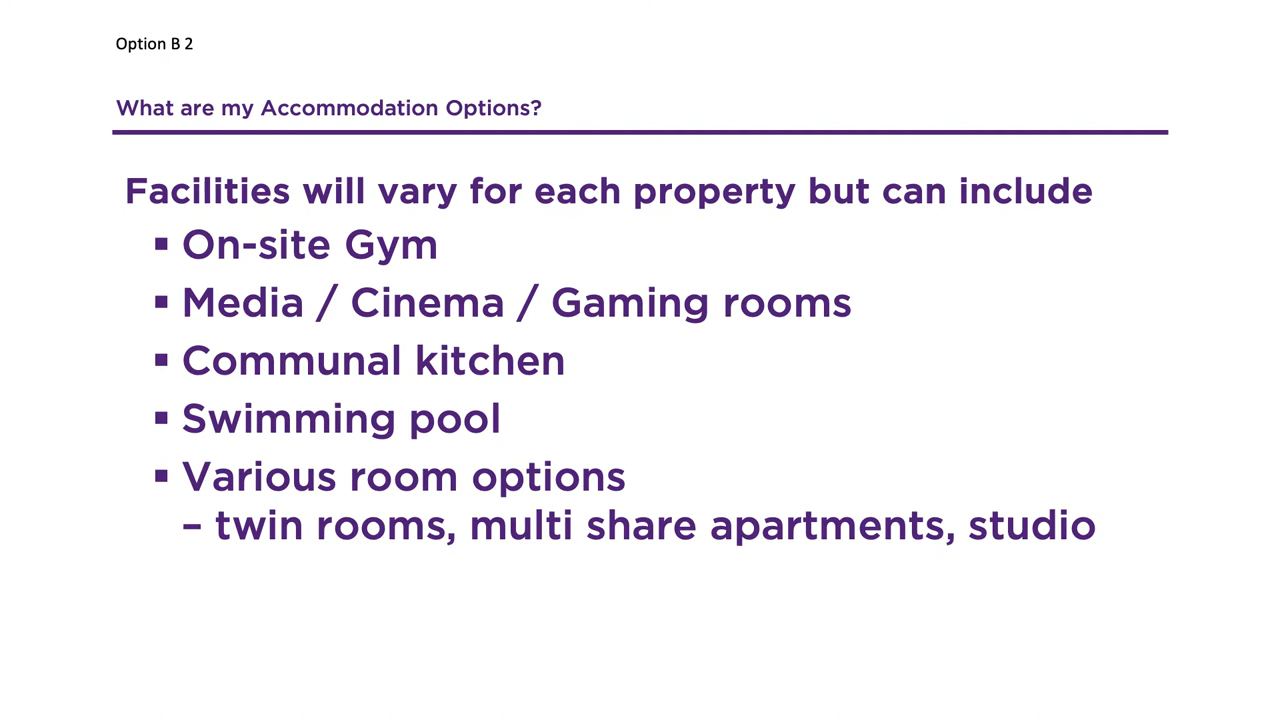 Option B 2
What are my Accommodation Options?
Facilities will vary for each property but can include
▪ On-site Gym
▪ Media / Cinema / Gaming rooms
▪ Communal kitchen
▪ Swimming pool
▪ Various room options
– twin rooms, multi share apartments, studio